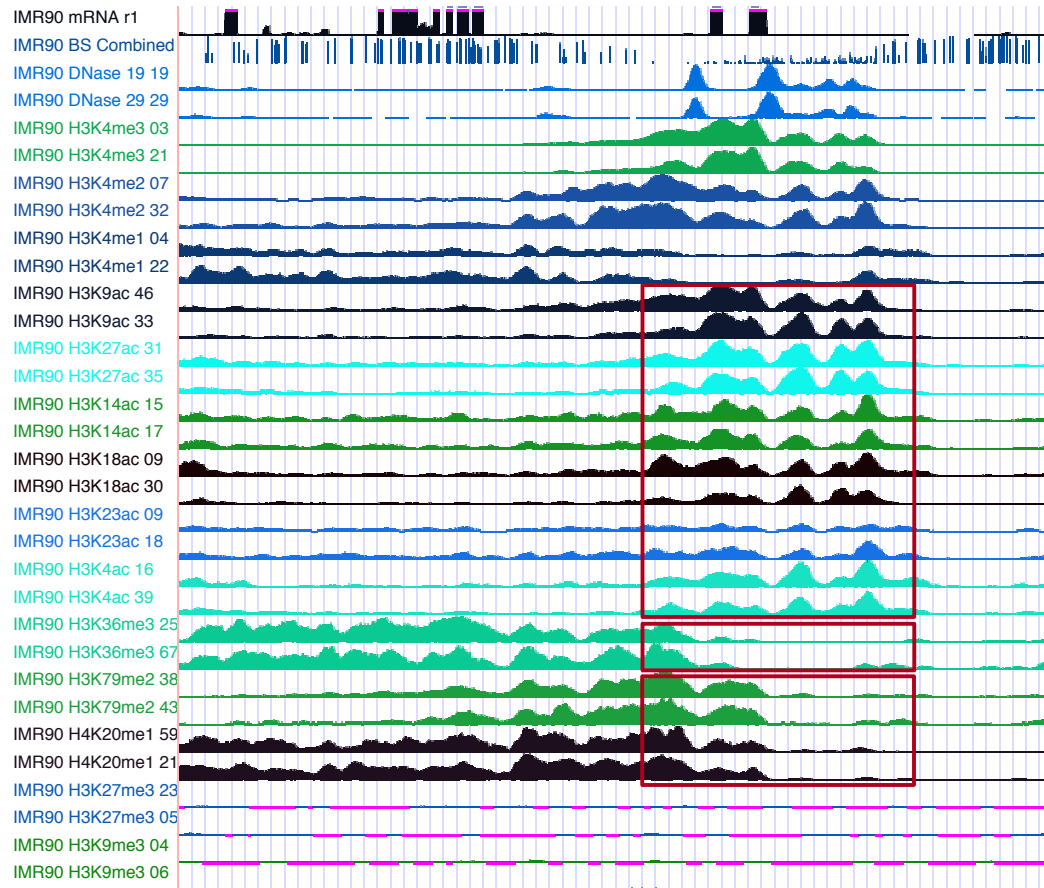 IMR90 mRNA r1
IMR90 BS Combined
IMR90 DNase 19 19
IMR90 DNase 29 29
IMR90 H3K4me3 03
IMR90 H3K4me3 21
IMR90 H3K4me2 07
IMR90 H3K4me2 32
IMR90 H3K4me1 04
IMR90 H3K4me1 22
IMR90 H3K9ac 46
IMR90 H3K9ac 33
IMR90 H3K27ac 31
IMR90 H3K27ac 35
IMR90 H3K14ac 15
IMR90 H3K14ac 17
IMR90 H3K18ac 09
IMR90 H3K18ac 30
IMR90 H3K23ac 09
IMR90 H3K23ac 18
IMR90 H3K4ac 16
IMR90 H3K4ac 39
IMR90 H3K36me3 25
IMR90 H3K36me3 67
IMR90 H3K79me2 38
IMR90 H3K79me2 43
IMR90 H4K20me1 59
IMR90 H4K20me1 21
IMR90 H3K27me3 23
IMR90 H3K27me3 05
IMR90 H3K9me3 04
IMR90 H3K9me3 06